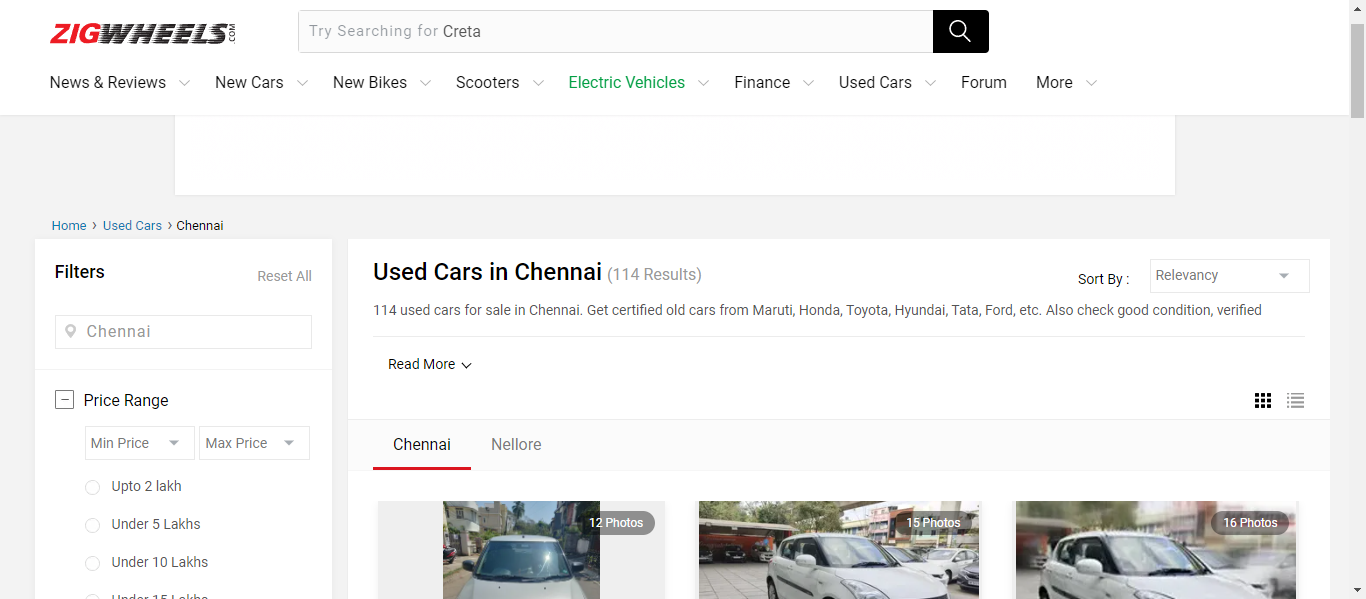 ZIGWHEELS.COM
Try Searching for Creta
News & Reviews New Cars New Bikes Scooters Electric Vehicles Finance Used Cars Forum More
Home › Used Cars › Chennai
Filters
Reset All
Chennai
Price Range
Min Price Max Price
Upto 2 lakh
Under 5 Lakhs
Under 10 Lakhs
Under 15 Lakhs
Used Cars in Chennai (114 Results)
Sort By : Relevancy
114 used cars for sale in Chennai. Get certified old cars from Maruti, Honda, Toyota, Hyundai, Tata, Ford, etc. Also check good condition, verified
Read More
Chennai Nellore
12 Photos 15 Photos 16 Photos